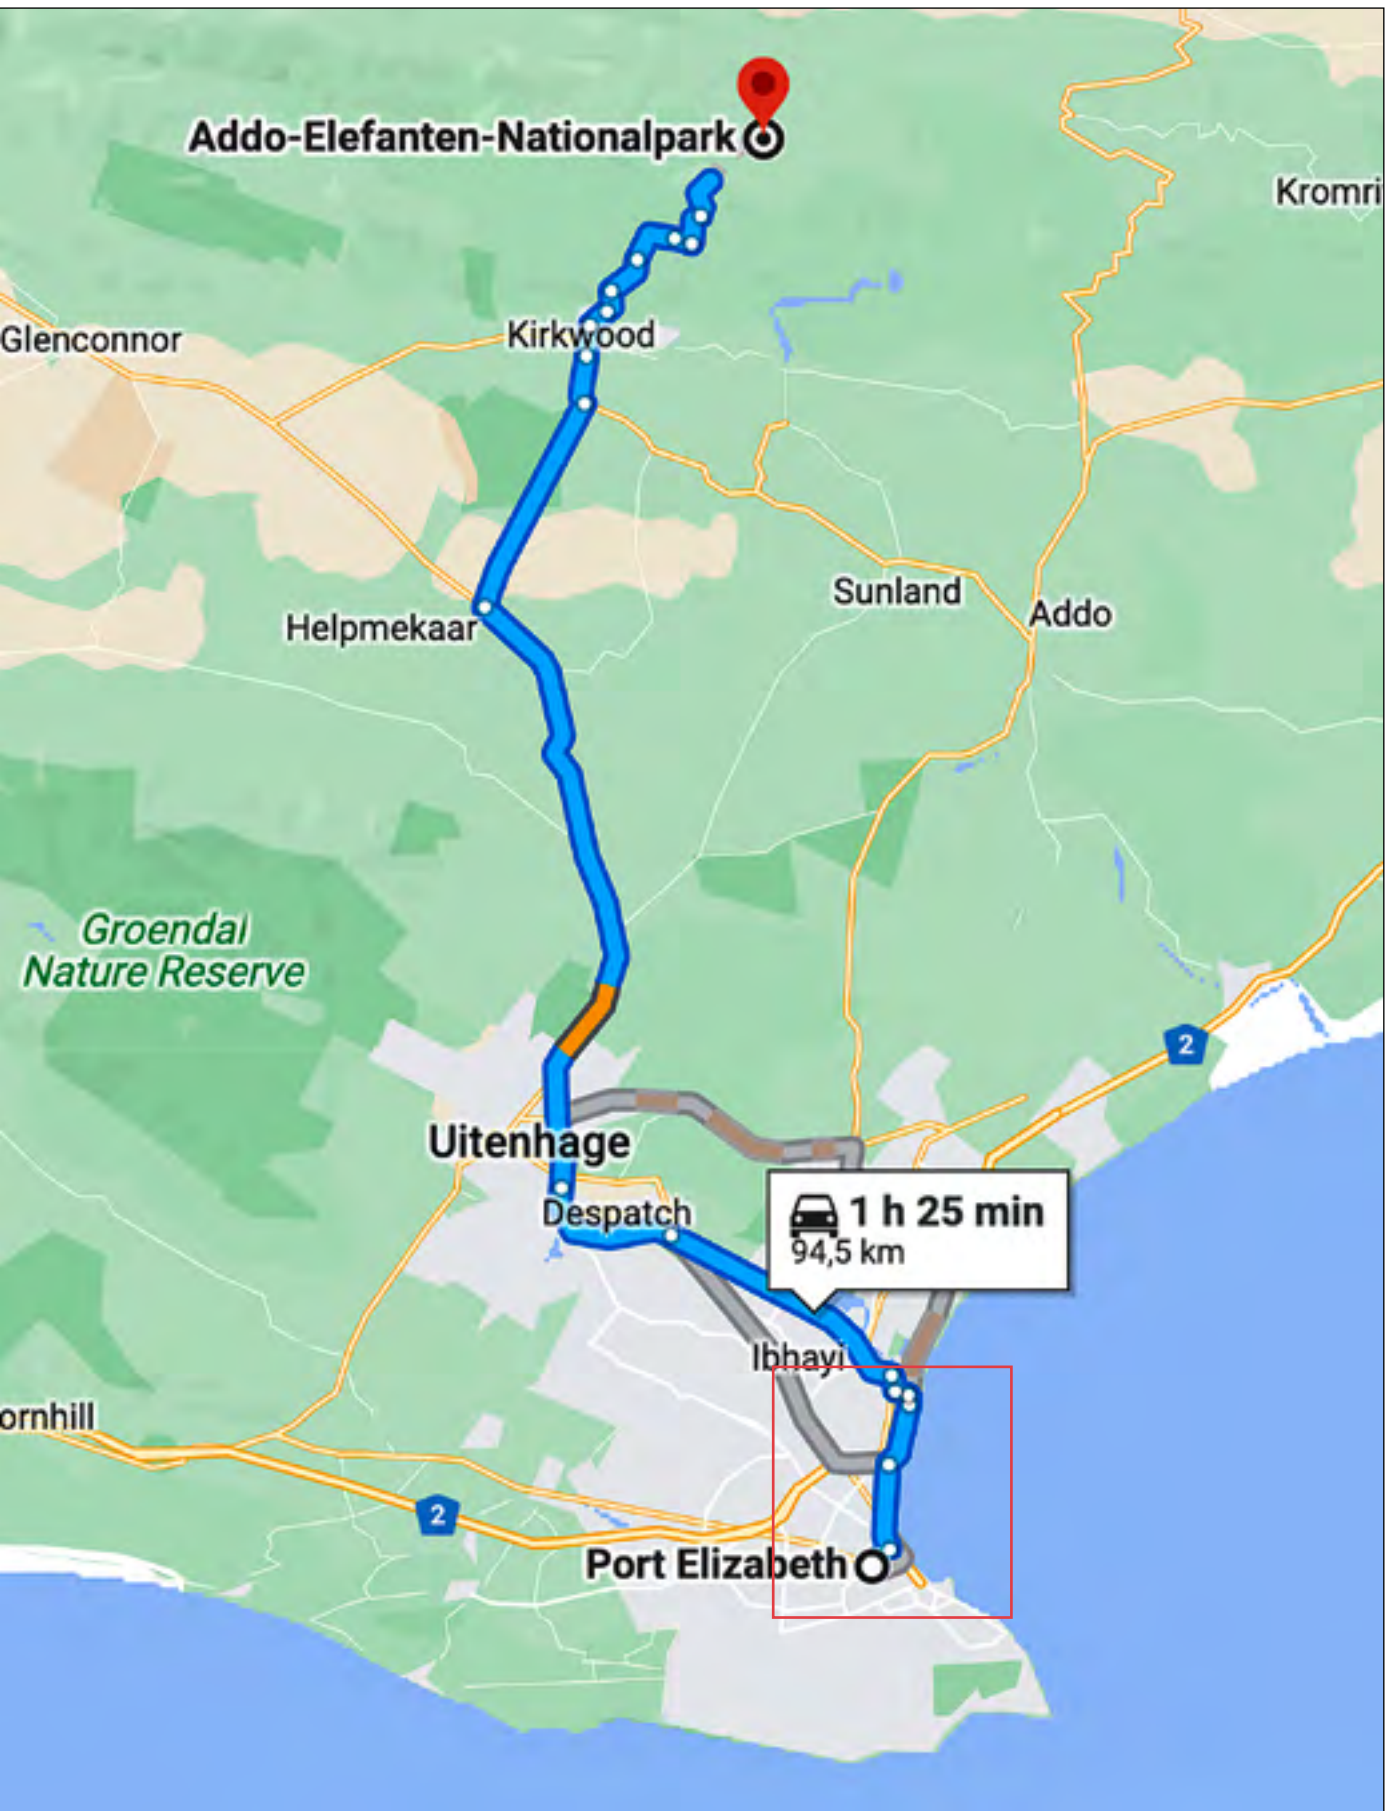 Addo-Elefanten-Nationalpark
Kromri
Glenconnor
Kirkwood
Sunland
Addo
Helpmekaar
Groendal
Nature Reserve
2
Uitenhage
Despatch
1 h 25 min
94,5 km
Ibhayi
ornhill
2
Port Elizabeth